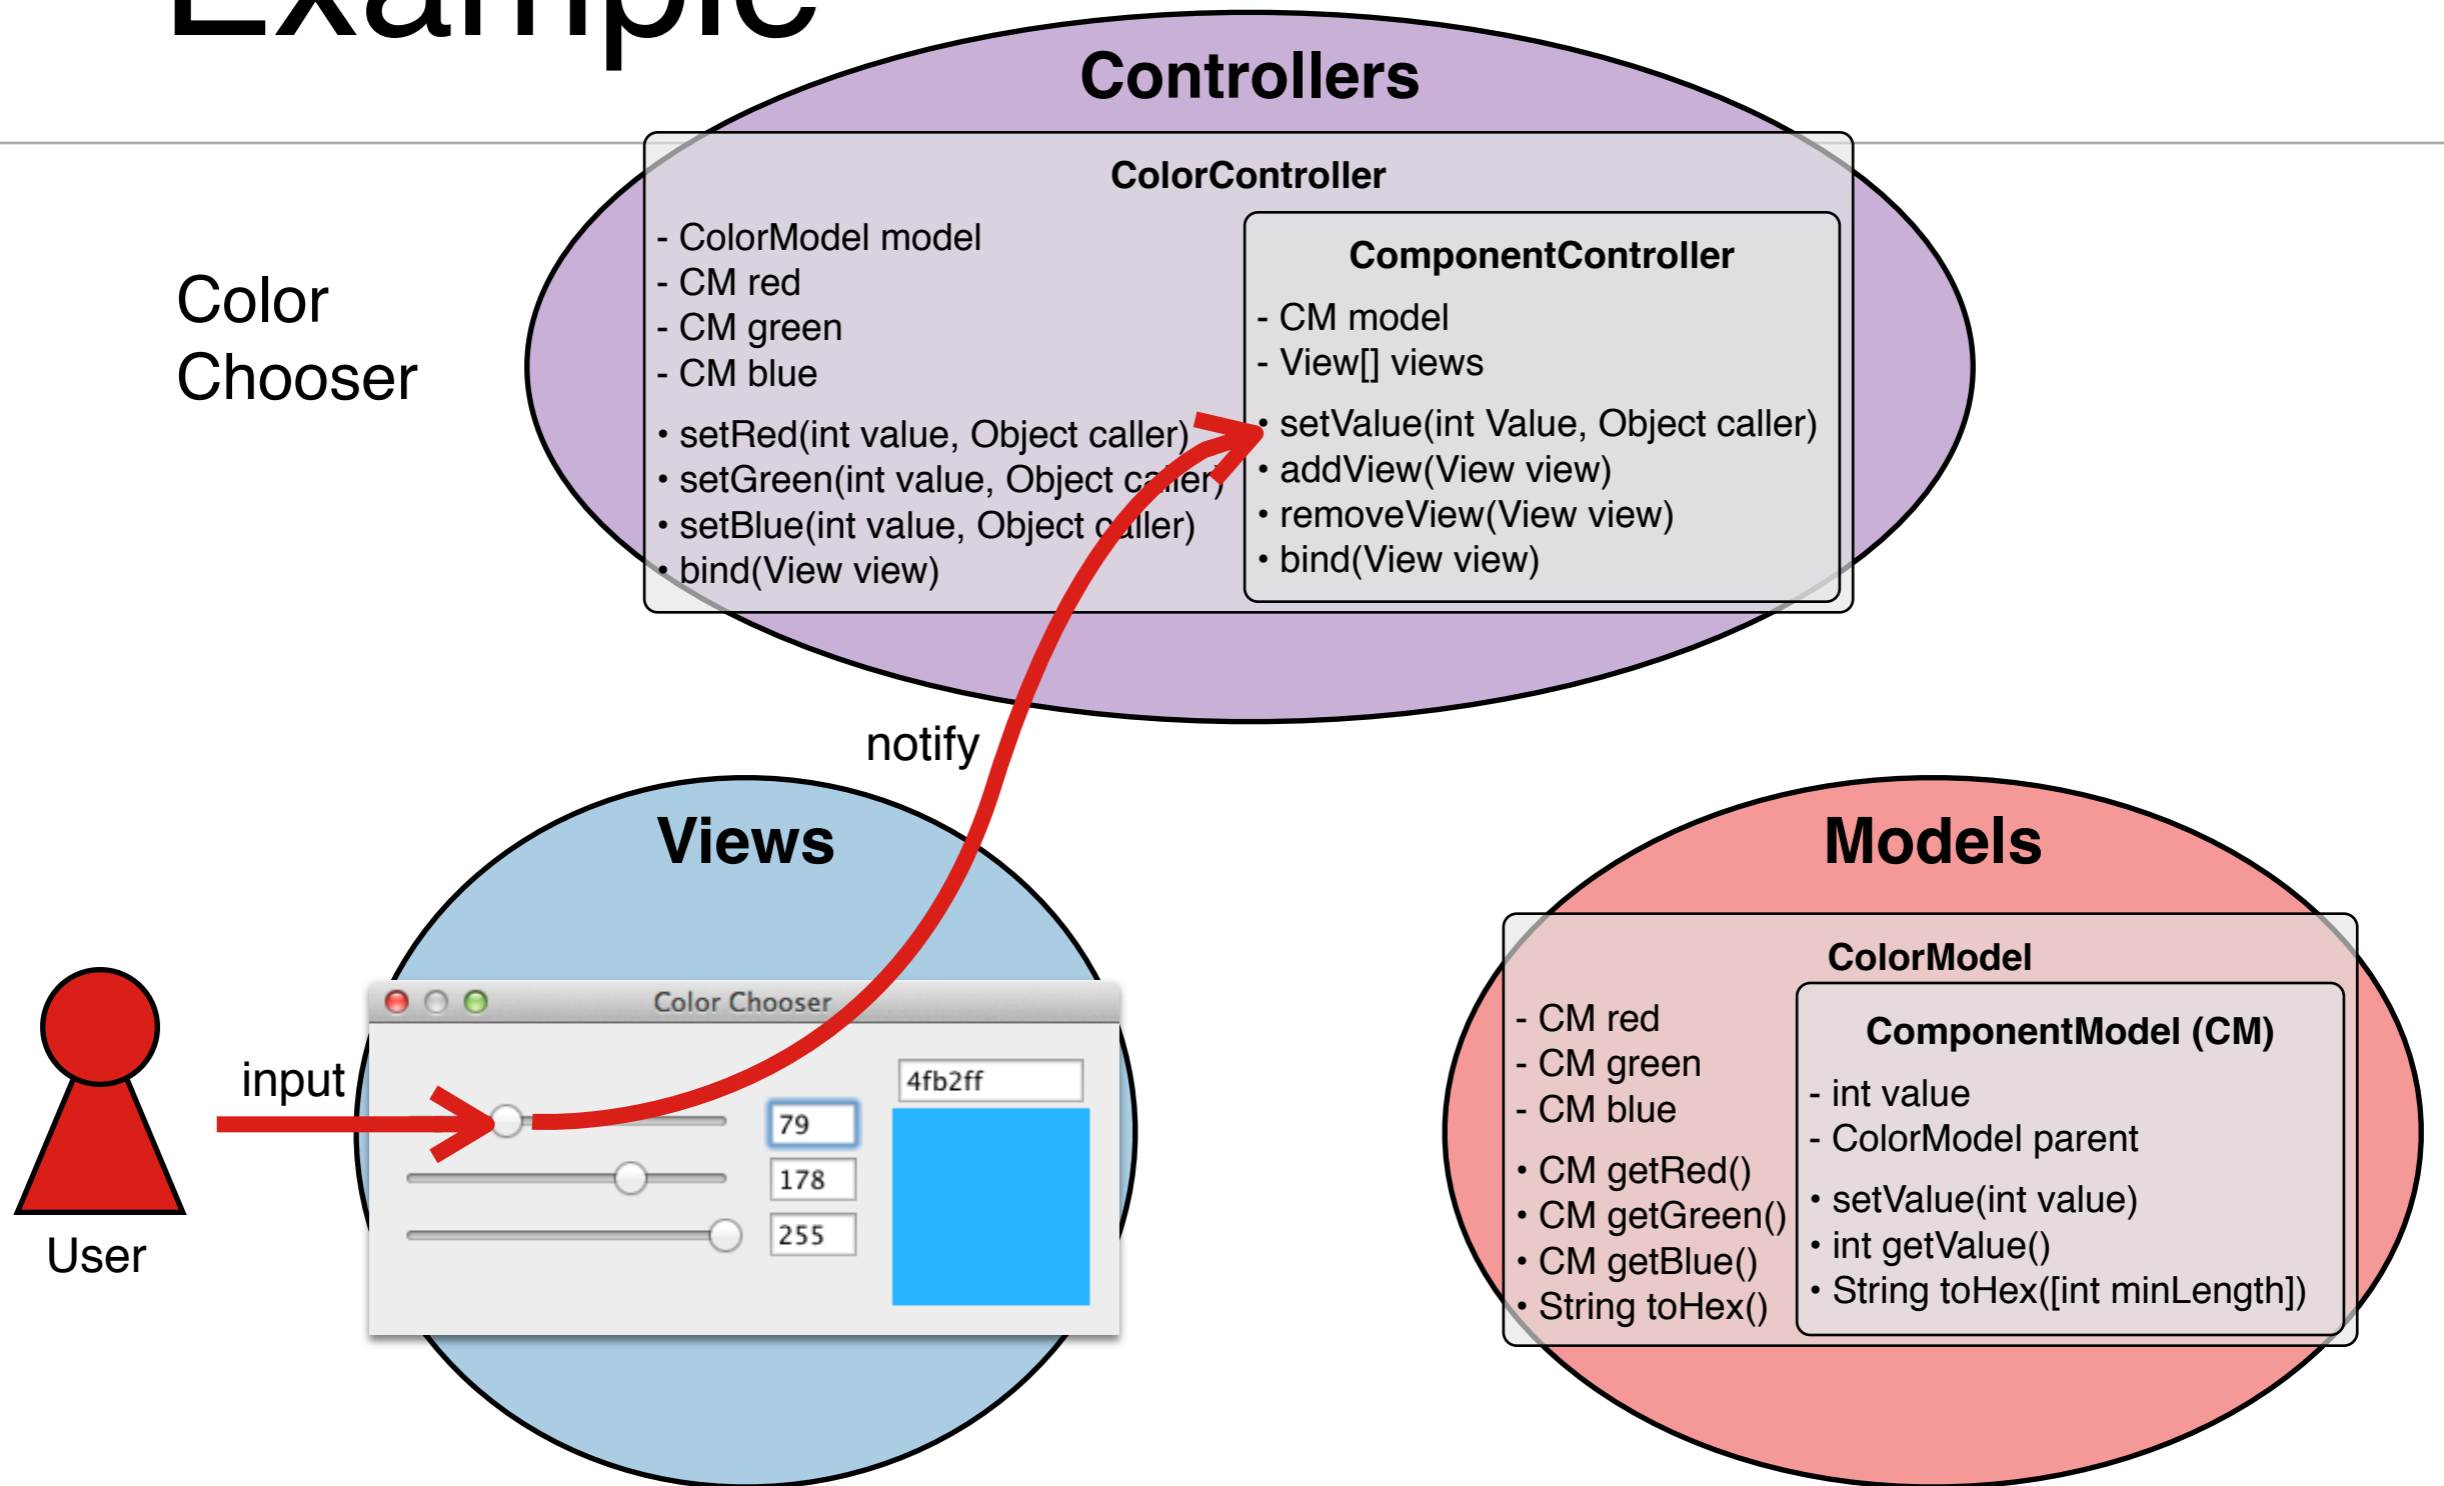 Example
Controllers
ColorController
- ColorModel model
- CM red
- CM green
- CM blue
• setRed(int value, Object caller)
• setGreen(int value, Object caller)
• setBlue(int value, Object caller)
• bind(View view)
ComponentController
- CM model
- View[] views
• setValue(int Value, Object caller)
• addView(View view)
• removeView(View view)
• bind(View view)
Color
Chooser
notify
Views
Color Chooser
4fb2ff
79
178
255
input
User
Models
ColorModel
- CM red
- CM green
- CM blue
• CM getRed()
• CM getGreen()
• CM getBlue()
• String toHex()
ComponentModel (CM)
- int value
- ColorModel parent
• setValue(int value)
• int getValue()
• String toHex([int minLength])